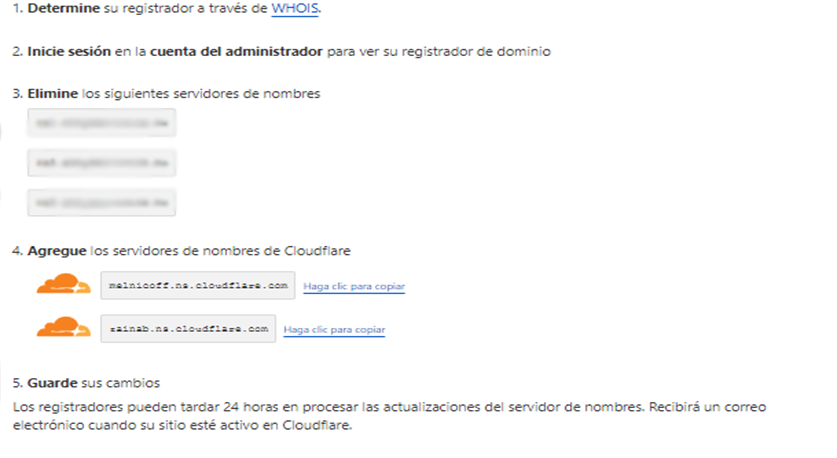 1. Determine su registrador a través de WHOIS.
2. Inicie sesión en la cuenta del administrador para ver su registrador de dominio
3. Elimine los siguientes servidores de nombres
4. Agregue los servidores de nombres de Cloudflare
melnicoff.ns.cloudflare.com Haga clic para copiar
zainab.ns.cloudflare.com Haga clic para copiar
5. Guarde sus cambios
Los registradores pueden tardar 24 horas en procesar las actualizaciones del servidor de nombres. Recibirá un correo
electrónico cuando su sitio esté activo en Cloudflare.